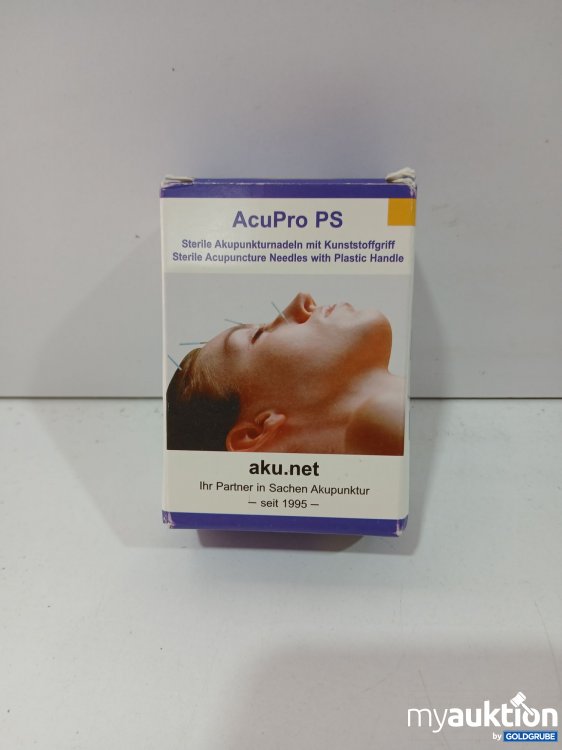 AcuPro PS
Sterile Akupunkturnadeln mit Kunststoffgriff
Sterile Acupuncture Needles with Plastic Handle
aku.net
Ihr Partner in Sachen Akupunktur
– seit 1995 –
myauktion
by GOLDGRUBE